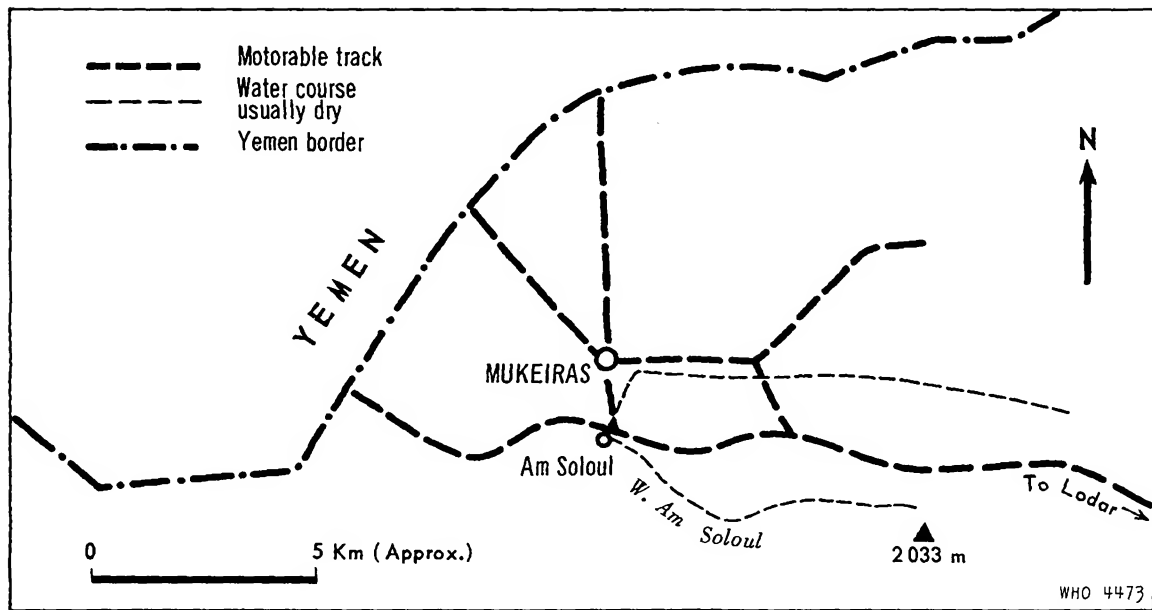 Motorable track
Water course
usually dry
Yemen border
N
YEMEN
MUKEIRAS
Am Soloul
W. Am Soloul
To Lodar
0 5 Km (Approx.)
2 033 m
WHO 4473